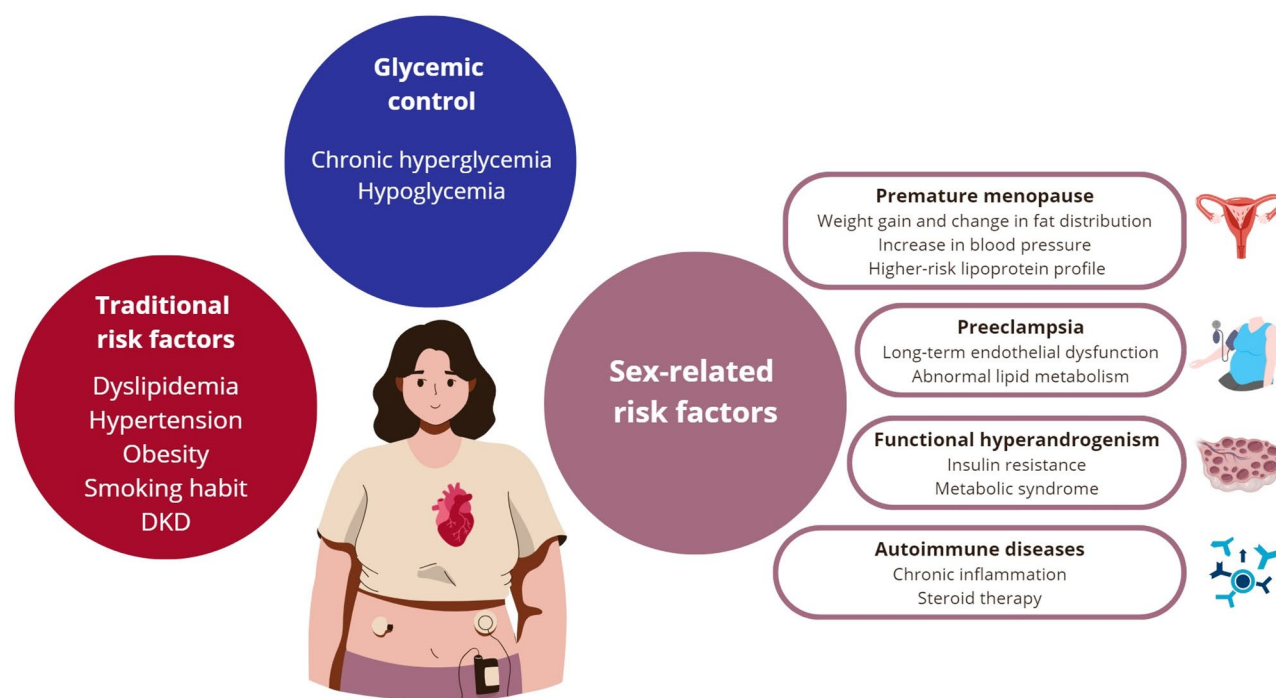 Glycemic
control
Chronic hyperglycemia
Hypoglycemia
Traditional
risk factors
Dyslipidemia
Hypertension
Obesity
Smoking habit
DKD
Sex-related
risk factors
Premature menopause
Weight gain and change in fat distribution
Increase in blood pressure
Higher-risk lipoprotein profile
Preeclampsia
Long-term endothelial dysfunction
Abnormal lipid metabolism
Functional hyperandrogenism
Insulin resistance
Metabolic syndrome
Autoimmune diseases
Chronic inflammation
Steroid therapy